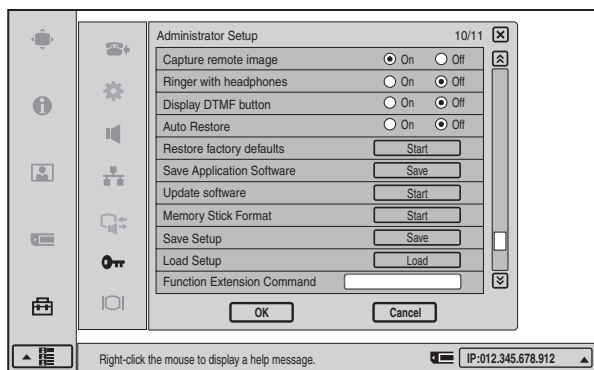 Administrator Setup 10/11
Capture remote image On Off
Ringer with headphones On Off
Display DTMF button On Off
Auto Restore On Off
Restore factory defaults Start
Save Application Software Save
Update software Start
Memory Stick Format Start
Save Setup Save
Load Setup Load
Function Extension Command
OK Cancel
Right-click the mouse to display a help message. IP:012.345.678.912